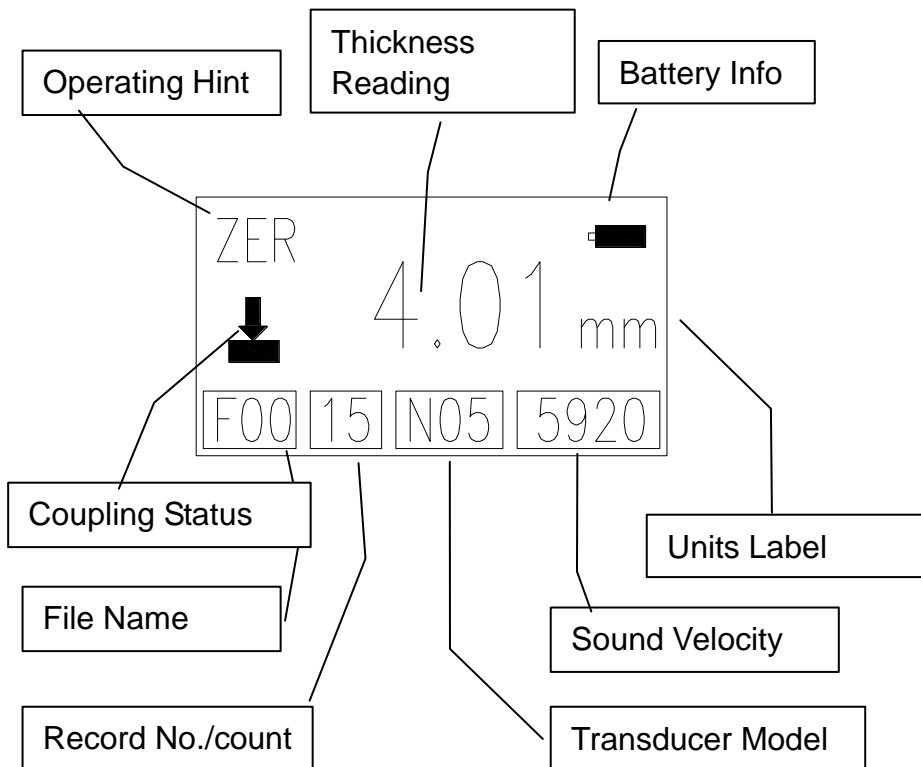 Thickness
Reading
Operating Hint
Battery Info
ZER
4.01 mm
F00 15 N05 5920
Coupling Status
Units Label
File Name
Sound Velocity
Record No./count
Transducer Model